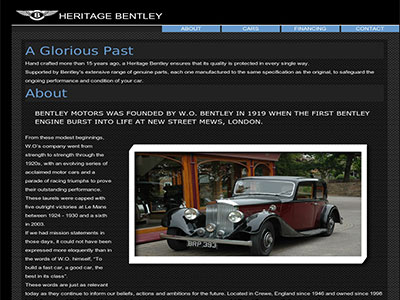 B HERITAGE BENTLEY
ABOUT CARS FINANCING CONTACT
A Glorious Past
Hand crafted more than 15 years ago, a Heritage Bentley ensures that its quality is protected in every single way.
Supported by Bentley's extensive range of genuine parts, each one manufactured to the same specification as the original, to safeguard the
ongoing performance and condition of your car.
About
BENTLEY MOTORS WAS FOUNDED BY W.O. BENTLEY IN 1919 WHEN THE FIRST BENTLEY
ENGINE BURST INTO LIFE AT NEW STREET MEWS, LONDON.
From these modest beginnings,
W.O's company went from
strength to strength through the
1920s, with an evolving series of
acclaimed motor cars and a
parade of racing triumphs to prove
their outstanding performance.
These laurels were capped with
five outright victories at Le Mans
between 1924 - 1930 and a sixth
in 2003.
If we had mission statements in
those days, it could not have been
expressed more eloquently than in
the words of W.O. himself, "To
build a fast car, a good car, the
best in its class".
These words are just as relevant
today as they continue to inform our beliefs, actions and ambitions for the future. Located in Crewe, England since 1946 and owned since 1998
BRP 393